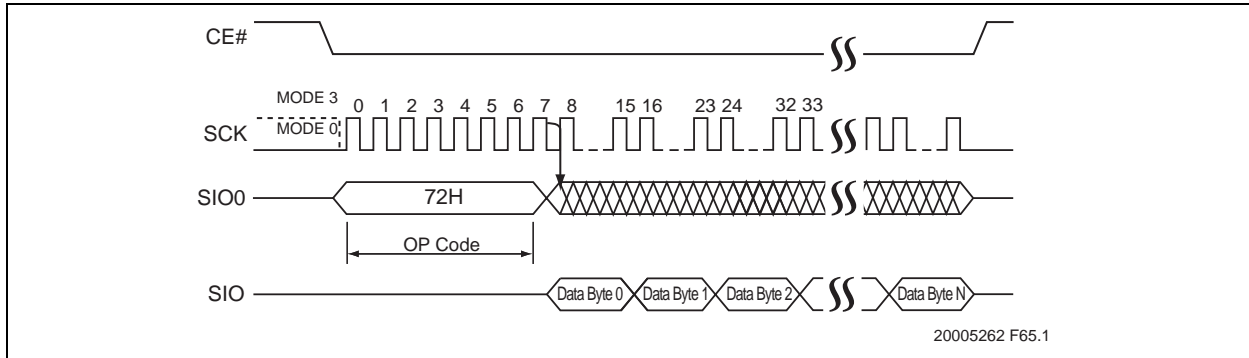 CE#
MODE 3
0 1 2 3 4 5 6 7 8 15 16 23 24 32 33
SCK
MODE 0
SIO0
72H
OP Code
SIO
Data Byte 0 Data Byte 1 Data Byte 2 Data Byte N
20005262 F65.1